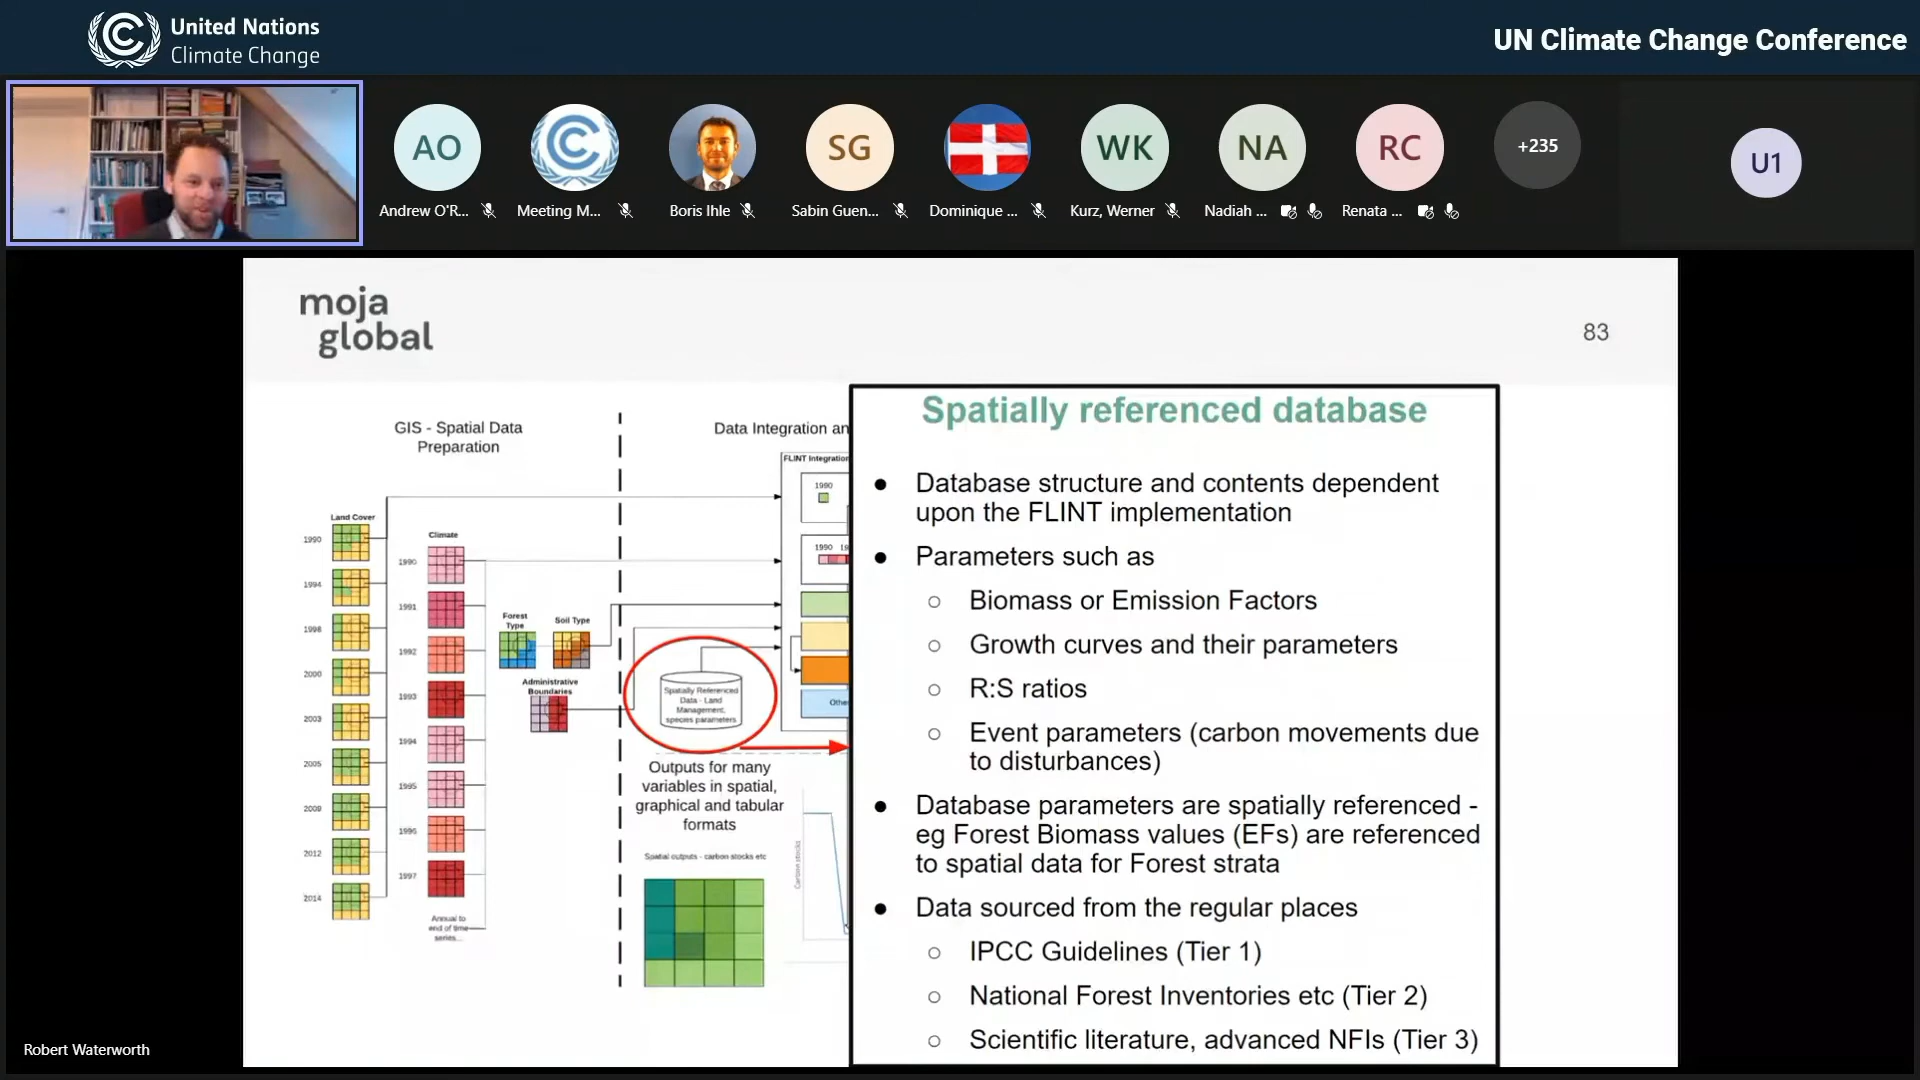 United Nations
Climate Change
UN Climate Change Conference
AO
SG
WK
NA
RC
+235
U1
Andrew O'R...
Meeting M...
Boris Ihle
Sabin Guen...
Dominique ...
Kurz, Werner
Nadiah ...
Renata ...
moja
global
83
GIS - Spatial Data
Preparation
Land Cover
1990
1994
1998
2000
2003
2005
2009
2012
2014
Climate
1990
1991
1992
1993
1994
1995
1996
1997
Annual to
end of time
series...
Forest
Type
Soil Type
Administrative
Boundaries
Data Integration an
FLINT Integration
1990
1990 19
Othe
Spatially Referenced
Data - Land
Management,
species parameters
Outputs for many
variables in spatial,
graphical and tabular
formats
Spatial outputs - carbon stocks etc
Carbon stocks
Spatially referenced database
● Database structure and contents dependent
upon the FLINT implementation
● Parameters such as
○ Biomass or Emission Factors
○ Growth curves and their parameters
○ R:S ratios
○ Event parameters (carbon movements due
to disturbances)
● Database parameters are spatially referenced -
eg Forest Biomass values (EFs) are referenced
to spatial data for Forest strata
● Data sourced from the regular places
○ IPCC Guidelines (Tier 1)
○ National Forest Inventories etc (Tier 2)
○ Scientific literature, advanced NFIs (Tier 3)
Robert Waterworth